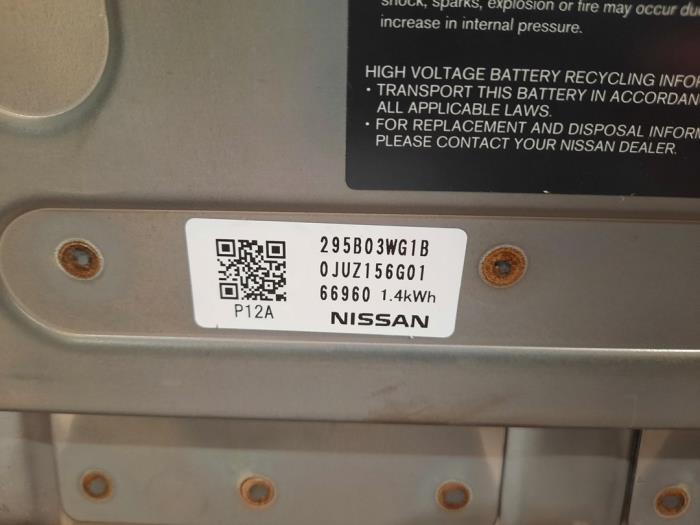 shock, sparks, explosion or fire may occur du
increase in internal pressure.
HIGH VOLTAGE BATTERY RECYCLING INFO
• TRANSPORT THIS BATTERY IN ACCORDAN
ALL APPLICABLE LAWS.
• FOR REPLACEMENT AND DISPOSAL INFORM
PLEASE CONTACT YOUR NISSAN DEALER.
295B03WG1B
0JUZ156G01
66960 1.4kWh
P12A
NISSAN